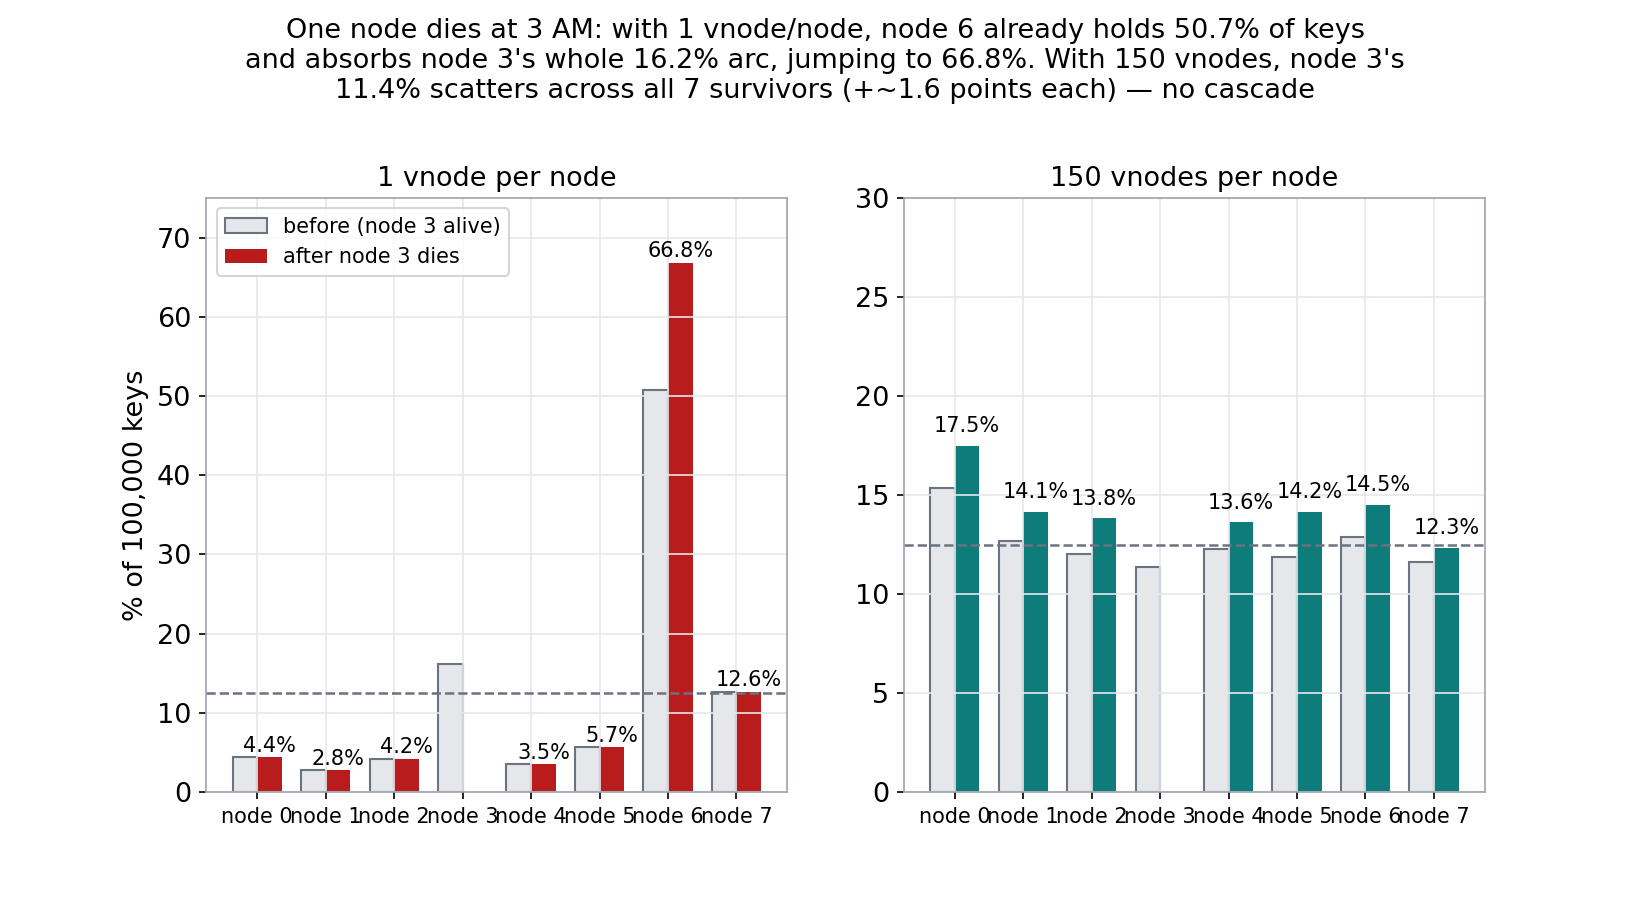 One node dies at 3 AM: with 1 vnode/node, node 6 already holds 50.7% of keys
and absorbs node 3's whole 16.2% arc, jumping to 66.8%. With 150 vnodes, node 3's
11.4% scatters across all 7 survivors (+~1.6 points each) — no cascade
1 vnode per node
before (node 3 alive)
after node 3 dies
% of 100,000 keys
70
60
50
40
30
20
10
0
4.4%
2.8%
4.2%
3.5%
5.7%
66.8%
12.6%
node 0
node 1
node 2
node 3
node 4
node 5
node 6
node 7
150 vnodes per node
30
25
20
15
10
5
0
17.5%
14.1%
13.8%
13.6%
14.2%
14.5%
12.3%
node 0
node 1
node 2
node 3
node 4
node 5
node 6
node 7